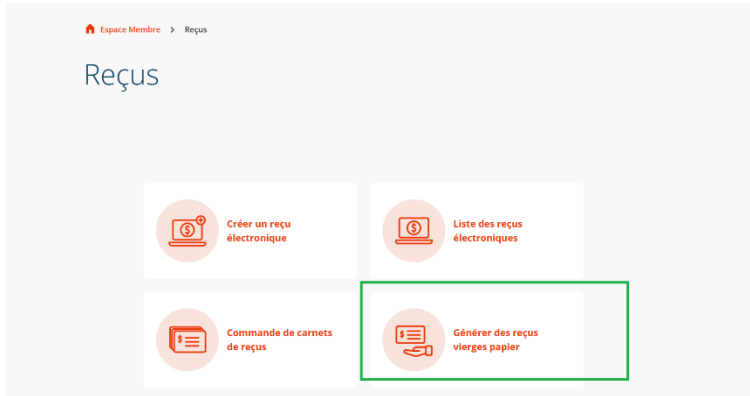 Espace Membre > Reçus
Reçus
Créer un reçu
électronique
Liste des reçus
électroniques
Commande de carnets
de reçus
Générer des reçus
vierges papier